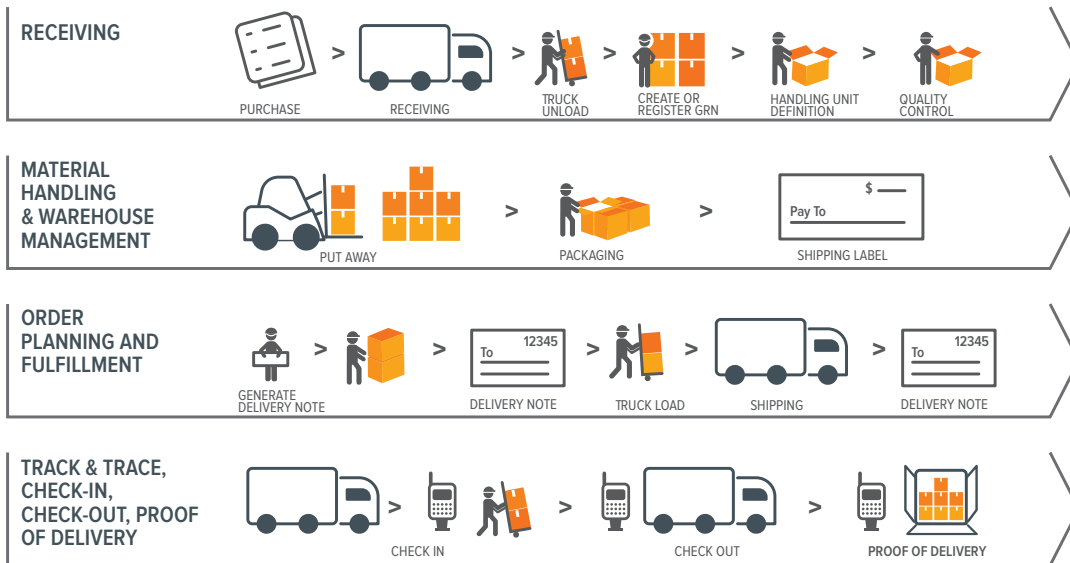 RECEIVING
>
>
>
>
>
PURCHASE
RECEIVING
TRUCK
UNLOAD
CREATE OR
REGISTER GRN
HANDLING UNIT
DEFINITION
QUALITY
CONTROL
MATERIAL
HANDLING
& WAREHOUSE
MANAGEMENT
>
>
$
Pay To
PUT AWAY
PACKAGING
SHIPPING LABEL
ORDER
PLANNING AND
FULFILLMENT
>
>
12345
To
>
>
>
12345
To
GENERATE
DELIVERY NOTE
DELIVERY NOTE
TRUCK LOAD
SHIPPING
DELIVERY NOTE
TRACK & TRACE,
CHECK-IN,
CHECK-OUT, PROOF
OF DELIVERY
>
>
>
CHECK IN
CHECK OUT
PROOF OF DELIVERY